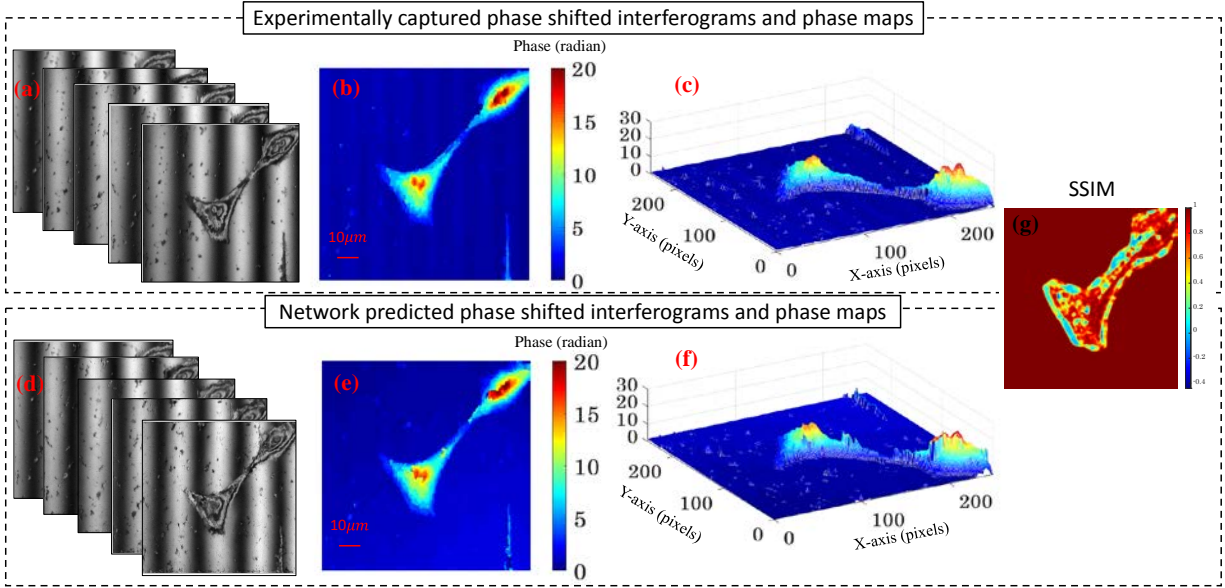 Experimentally captured phase shifted interferograms and phase maps
(a)
Phase (radian)
(b)
20
15
10
5
0
10μm
(c)
30
20
10
0
200
100
0
Y-axis (pixels)
0
100
200
X-axis (pixels)
SSIM
(g)
1
0.8
0.6
0.4
0.2
0
-0.2
-0.4
Network predicted phase shifted interferograms and phase maps
(d)
Phase (radian)
(e)
20
15
10
5
0
10μm
(f)
30
20
10
0
200
100
0
Y-axis (pixels)
0
100
200
X-axis (pixels)